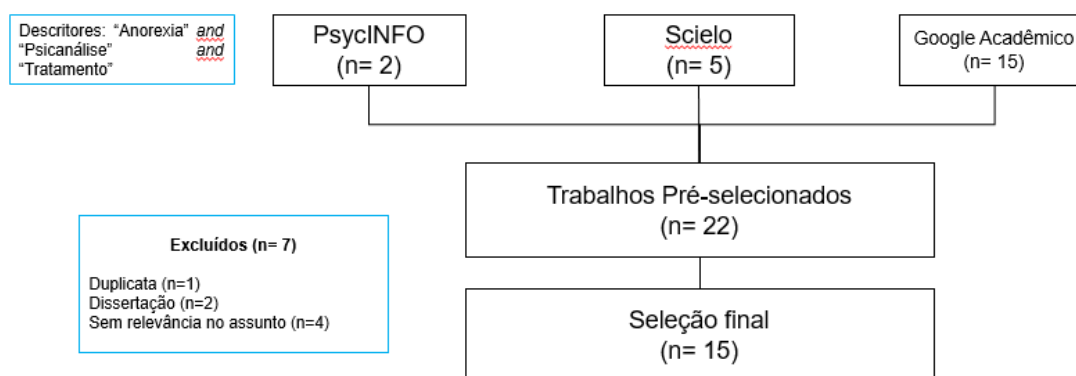 Descritores: “Anorexia” and
“Psicanálise” and
“Tratamento”
PsycINFO
(n= 2)
Scielo
(n= 5)
Google Acadêmico
(n= 15)
Trabalhos Pré-selecionados
(n= 22)
Excluídos (n= 7)
Duplicata (n=1)
Dissertação (n=2)
Sem relevância no assunto (n=4)
Seleção final
(n= 15)